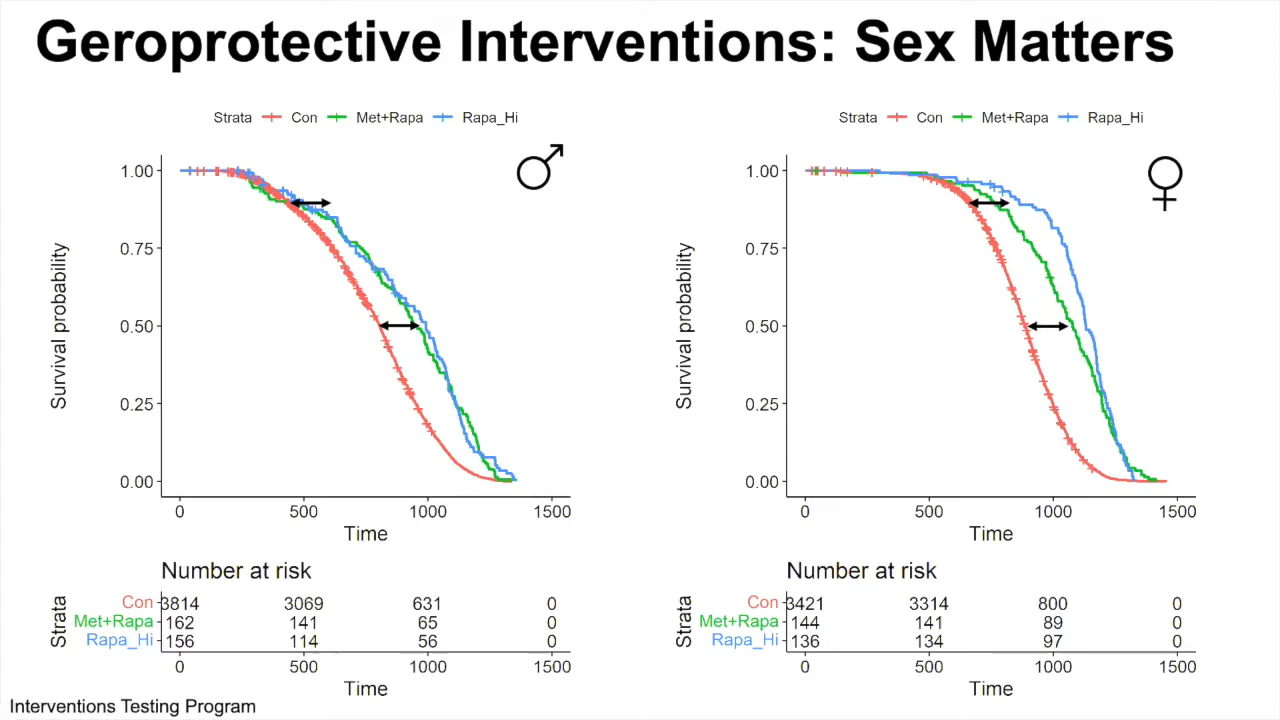 Geroprotective Interventions: Sex Matters
Strata Con Met+Rapa Rapa_Hi
1.00
0.75
0.50
0.25
0.00
Survival probability
0 500 1000 1500
Time
Number at risk
Strata
Con 3814 3069 631 0
Met+Rapa 162 141 65 0
Rapa_Hi 156 114 56 0
0 500 1000 1500
Time
Strata Con Met+Rapa Rapa_Hi
1.00
0.75
0.50
0.25
0.00
Survival probability
0 500 1000 1500
Time
Number at risk
Strata
Con 3421 3314 800 0
Met+Rapa 144 141 89 0
Rapa_Hi 136 134 97 0
0 500 1000 1500
Time
Interventions Testing Program